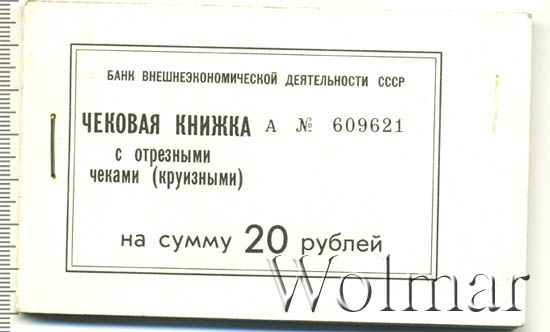 БАНК ВНЕШНЕЭКОНОМИЧЕСКОЙ ДЕЯТЕЛЬНОСТИ СССР
ЧЕКОВАЯ КНИЖКА А № 609621
с отрезными
чеками (круизными)
на сумму 20 рублей
Wolmar